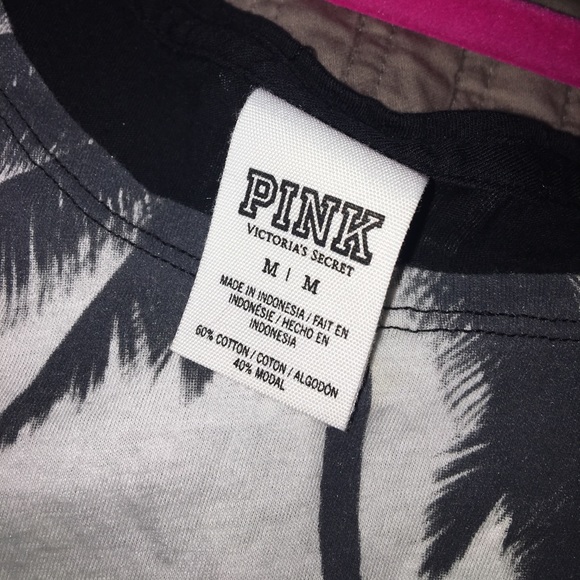 PINK
VICTORIA'S SECRET
M | M
MADE IN INDONESIA / FAIT EN
INDONÉSIE / HECHO EN
INDONESIA
60% COTTON / COTON / ALGODÓN
40% MODAL